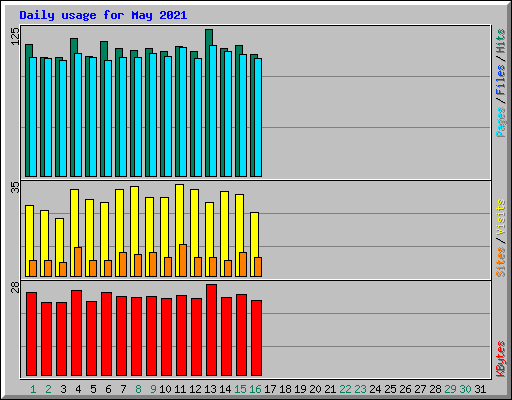 Daily usage for May 2021
125
Pages/Files/Hits
35
Sites/Visits
28
KBytes
1 2 3 4 5 6 7 8 9 10 11 12 13 14 15 16 17 18 19 20 21 22 23 24 25 26 27 28 29 30 31